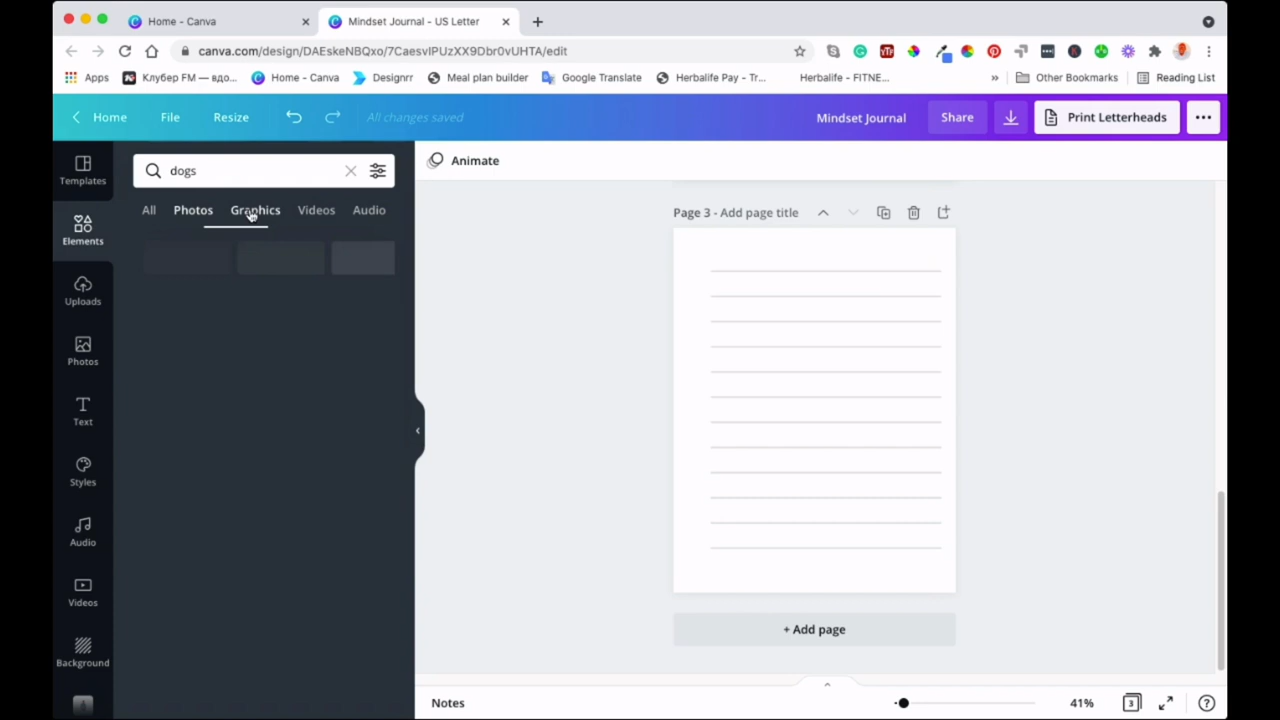 Home - Canva
Mindset Journal - US Letter
canva.com/design/DAEskeNBQxo/7CaesvIPUzXX9Dbr0vUHTA/edit
Apps
Клубер FM — вдо...
Home - Canva
Designrr
Meal plan builder
Google Translate
Herbalife Pay - Tr...
Herbalife - FITNE...
»
Other Bookmarks
Reading List
Home
File
Resize
All changes saved
Mindset Journal
Share
Print Letterheads
Templates
Elements
Uploads
Photos
Text
Styles
Audio
Videos
Background
dogs
All
Photos
Graphics
Videos
Audio
Animate
Page 3 - Add page title
+ Add page
Notes
41%
3